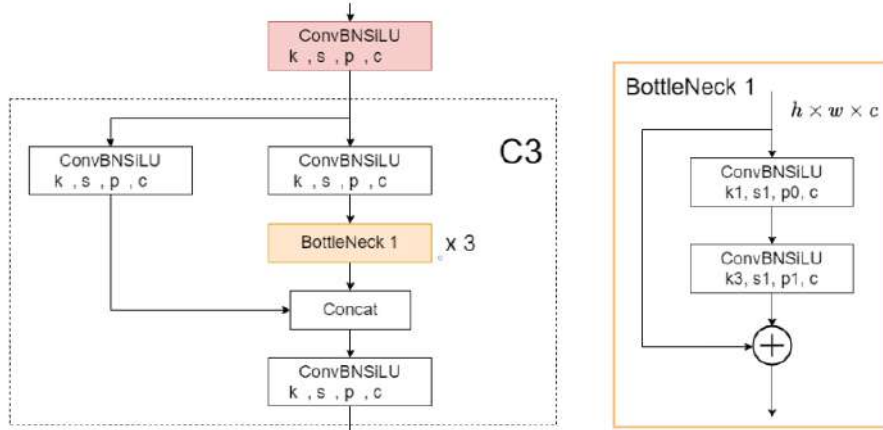 ConvBNSiLU
k , s , p , c
C3
ConvBNSiLU
k , s , p , c
ConvBNSiLU
k , s , p , c
BottleNeck 1
x 3
Concat
ConvBNSiLU
k , s , p , c
BottleNeck 1
h × w × c
ConvBNSiLU
k1, s1, p0, c
ConvBNSiLU
k3, s1, p1, c